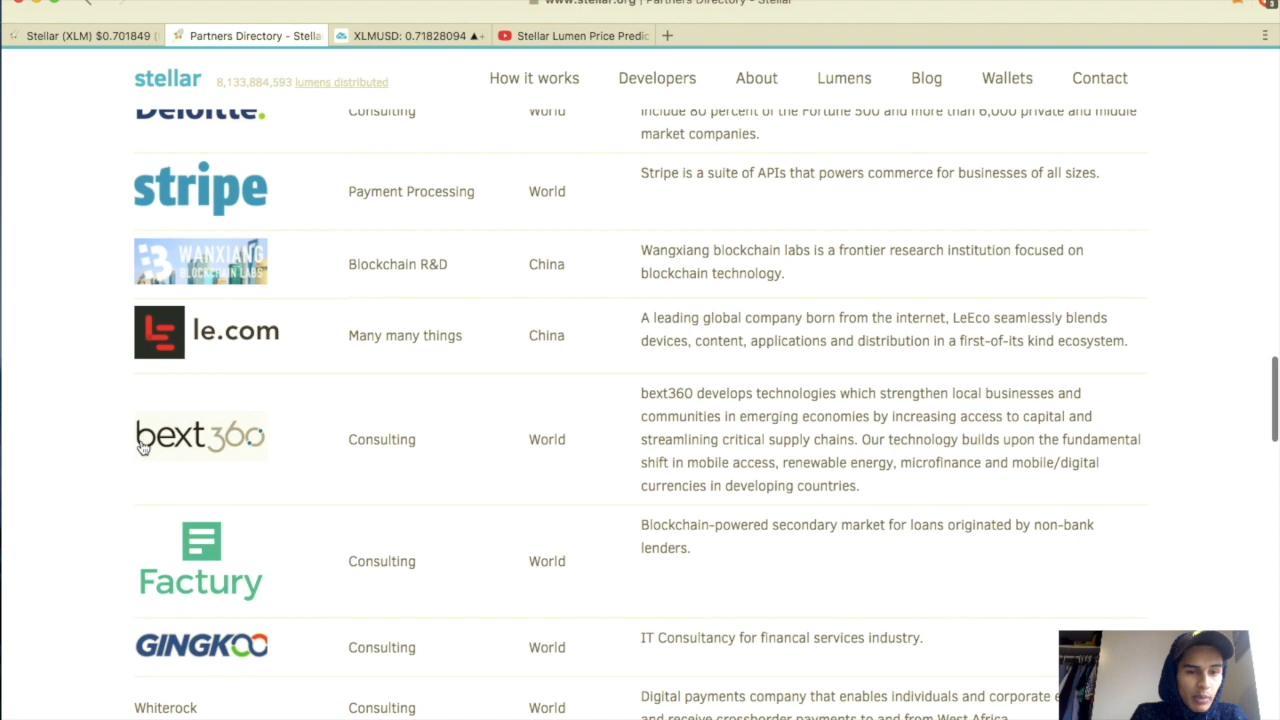 www.stellar.org | Partners Directory - Stellar
Stellar (XLM) $0.701849
Partners Directory - Stella
XLMUSD: 0.71828094 ▲+
Stellar Lumen Price Predic
+
stellar
8,133,884,593 lumens distributed
How it works
Developers
About
Lumens
Blog
Wallets
Contact
Deloitte.
Consulting
World
include 80 percent of the Fortune 500 and more than 6,000 private and middle
market companies.
stripe
Payment Processing
World
Stripe is a suite of APIs that powers commerce for businesses of all sizes.
WANXIANG
BLOCKCHAIN LABS
Blockchain R&D
China
Wangxiang blockchain labs is a frontier research institution focused on
blockchain technology.
le.com
Many many things
China
A leading global company born from the internet, LeEco seamlessly blends
devices, content, applications and distribution in a first-of-its kind ecosystem.
bext360
Consulting
World
bext360 develops technologies which strengthen local businesses and
communities in emerging economies by increasing access to capital and
streamlining critical supply chains. Our technology builds upon the fundamental
shift in mobile access, renewable energy, microfinance and mobile/digital
currencies in developing countries.
Factury
Consulting
World
Blockchain-powered secondary market for loans originated by non-bank
lenders.
GINGKOO
Consulting
World
IT Consultancy for financal services industry.
Whiterock
Consulting
World
Digital payments company that enables individuals and corporate
and receive crossborder payments to and from West Africa